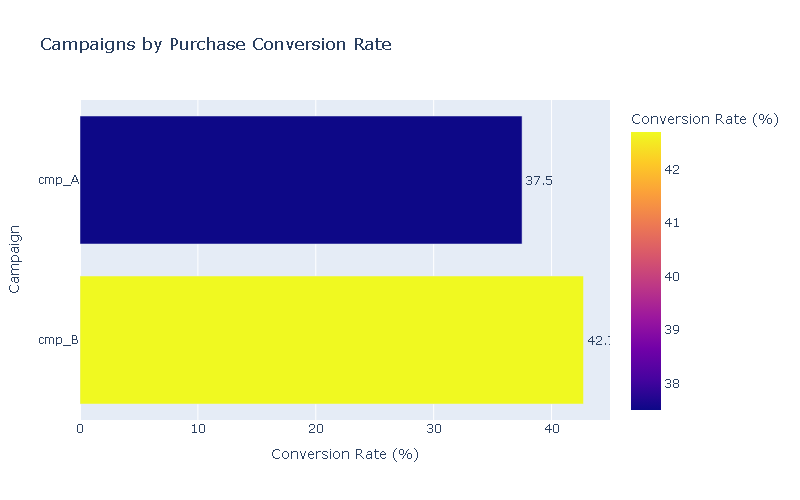 Campaigns by Purchase Conversion Rate
Conversion Rate (%)
cmp_A
37.5
cmp_B
Campaign
42
41
40
39
38
0 10 20 30 40
Conversion Rate (%)